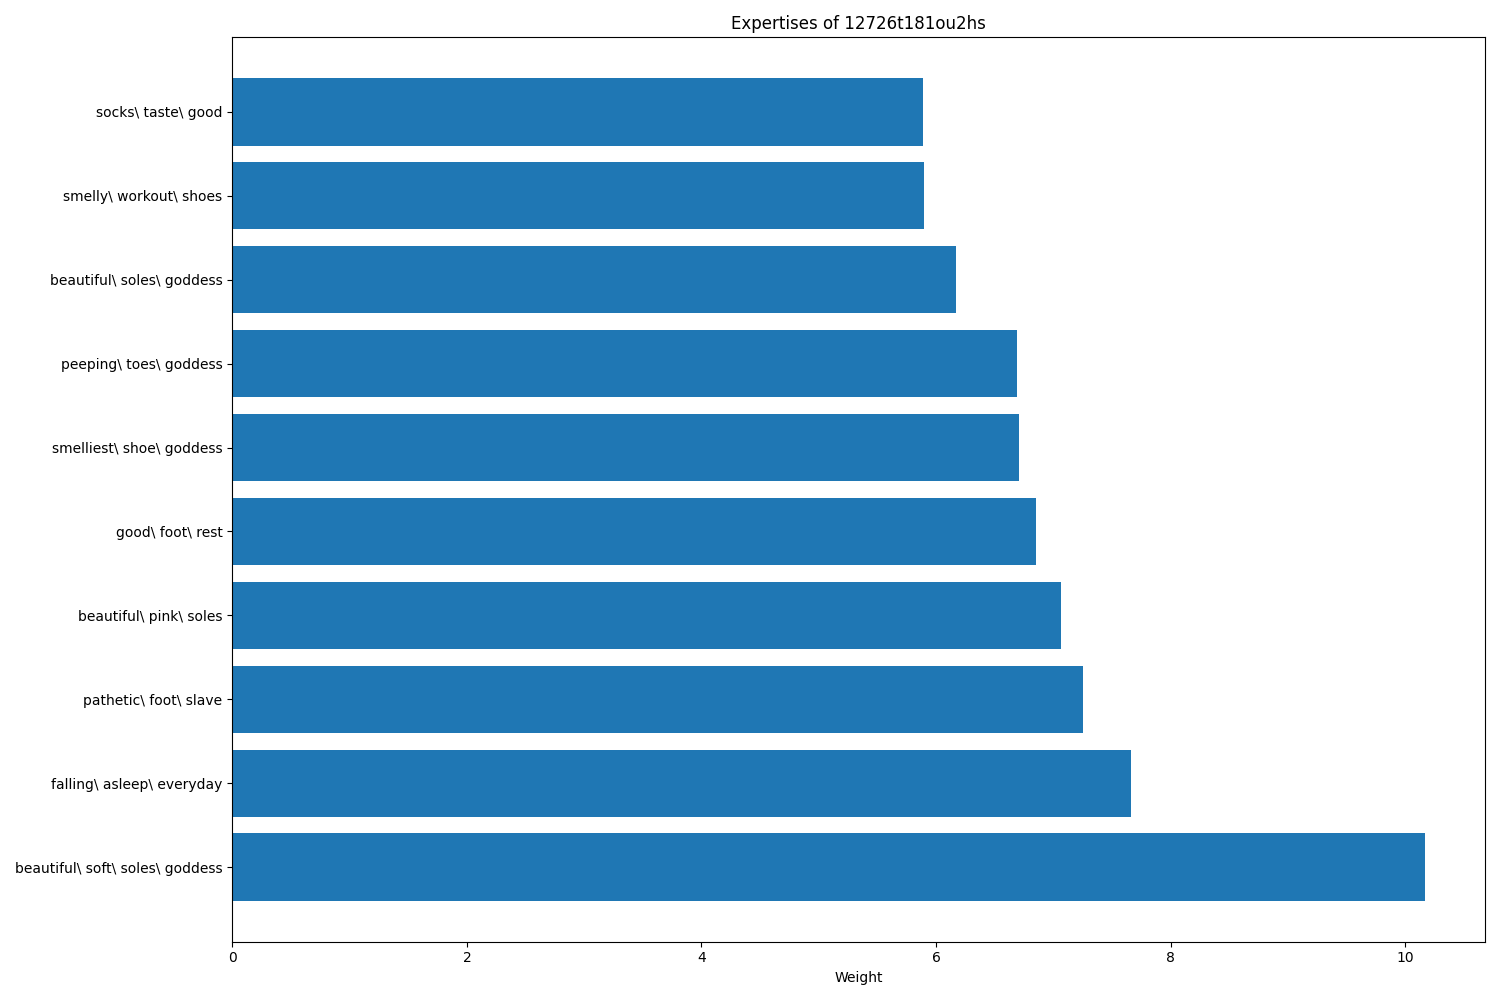 Expertises of 12726t181ou2hs
socks\ taste\ good
smelly\ workout\ shoes
beautiful\ soles\ goddess
peeping\ toes\ goddess
smelliest\ shoe\ goddess
good\ foot\ rest
beautiful\ pink\ soles
pathetic\ foot\ slave
falling\ asleep\ everyday
beautiful\ soft\ soles\ goddess
0 2 4 6 8 10
Weight